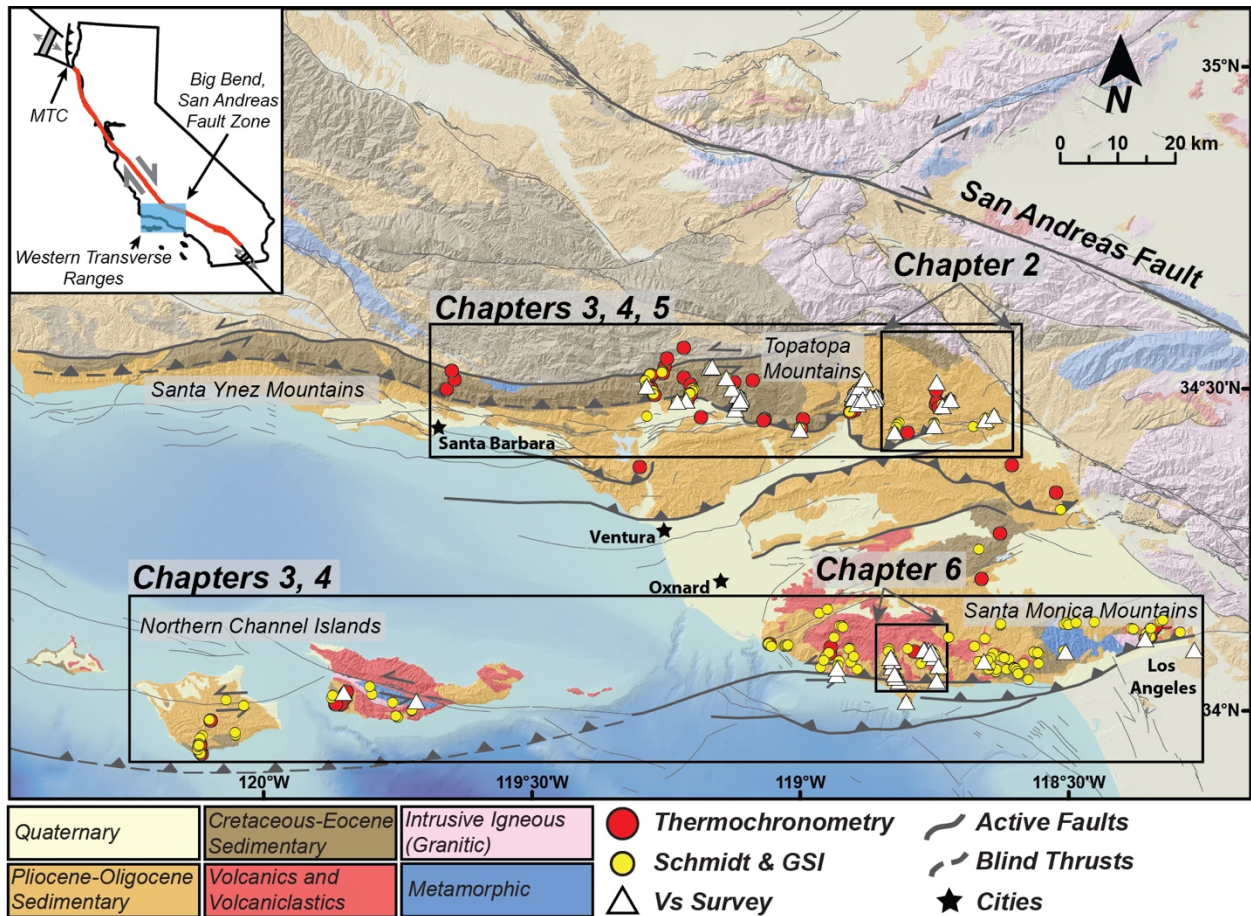 MTC
Big Bend,
San Andreas
Fault Zone
Western Transverse
Ranges
N
0 10 20 km
35°N
San Andreas Fault
Chapter 2
Chapters 3, 4, 5
Topatopa
Mountains
Santa Ynez Mountains
34°30'N
Santa Barbara
Ventura
Oxnard
Chapter 6
Chapters 3, 4
Northern Channel Islands
Santa Monica Mountains
Los
Angeles
34°N
120°W
119°30'W
119°W
118°30'W
Quaternary
Cretaceous-Eocene
Sedimentary
Intrusive Igneous
(Granitic)
Pliocene-Oligocene
Sedimentary
Volcanics and
Volcaniclastics
Metamorphic
Thermochronometry
Schmidt & GSI
Vs Survey
Active Faults
Blind Thrusts
Cities